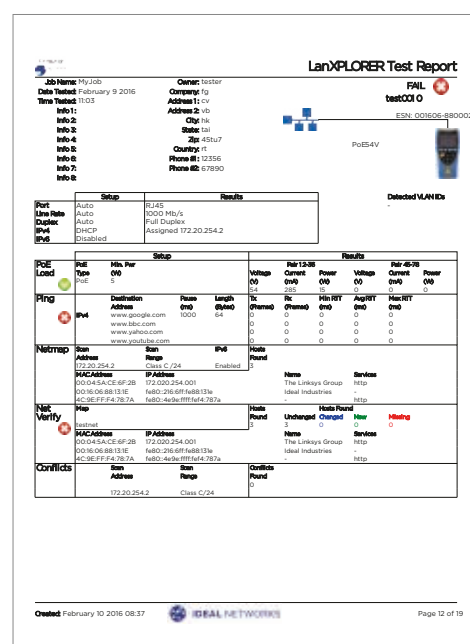 LanXPLORER Test Report
Job Name: MyJob Owner: tester FAIL
Date Tested: February 9 2016 Company: fg test0010
Time Tested: 11:03 Address 1: cv
Info 1: Address 2: vb ESN: 001606-880002
Info 2: City: hk
Info 3: State: tai
Info 4: Zip: 45tu7 PoE54V
Info 5: Country: rt
Info 6: Phone #1: 12356
Info 7: Phone #2: 67890
Info 8:
Setup Results Detected VLAN IDs
Port Auto RJ45 -
Line Rate Auto 1000 Mb/s
Duplex Auto Full Duplex
IPv4 DHCP Assigned 172.20.254.2
IPv6 Disabled
Setup Results
PoE Load PoE Min. Pwr Pair 12-36 Pair 45-78
Type (W) Voltage Current Power Voltage Current Power
PoE 5 (V) (mA) (W) (V) (mA) (W)
54 285 15 0 0 0
Ping Destination Pause Length Tx Rx Min RTT Avg RTT Max RTT
Address (ms) (Bytes) (Frames) (Frames) (ms) (ms) (ms)
IPv4 www.google.com 1000 64 0 0 0 0 0
www.bbc.com 0 0 0 0 0
www.yahoo.com 0 0 0 0 0
www.youtube.com 0 0 0 0 0
Netmap Scan Scan IPv6 Hosts
Address Range Found
172.20.254.2 Class C /24 Enabled 3
MAC Address IP Address Name Services
00:04:5A:CE:6F:2B 172.020.254.001 The Linksys Group http
00:16:06:88:13:1E fe80::216:6ff:fe88:131e Ideal Industries -
4C:9E:FF:F4:78:7A fe80::4e9e:ffff:fef4:787a - http
Net Verify Map Hosts Hosts Found
Found Unchanged Changed New Missing
testnet 3 3 0 0 0
MAC Address IP Address Name Services
00:04:5A:CE:6F:2B 172.020.254.001 The Linksys Group http
00:16:06:88:13:1E fe80::216:6ff:fe88:131e Ideal Industries -
4C:9E:FF:F4:78:7A fe80::4e9e:ffff:fef4:787a - http
Conflicts Scan Scan Conflicts
Address Range Found
0
172.20.254.2 Class C/24
Created: February 10 2016 08:37 IDEAL NETWORKS Page 12 of 19